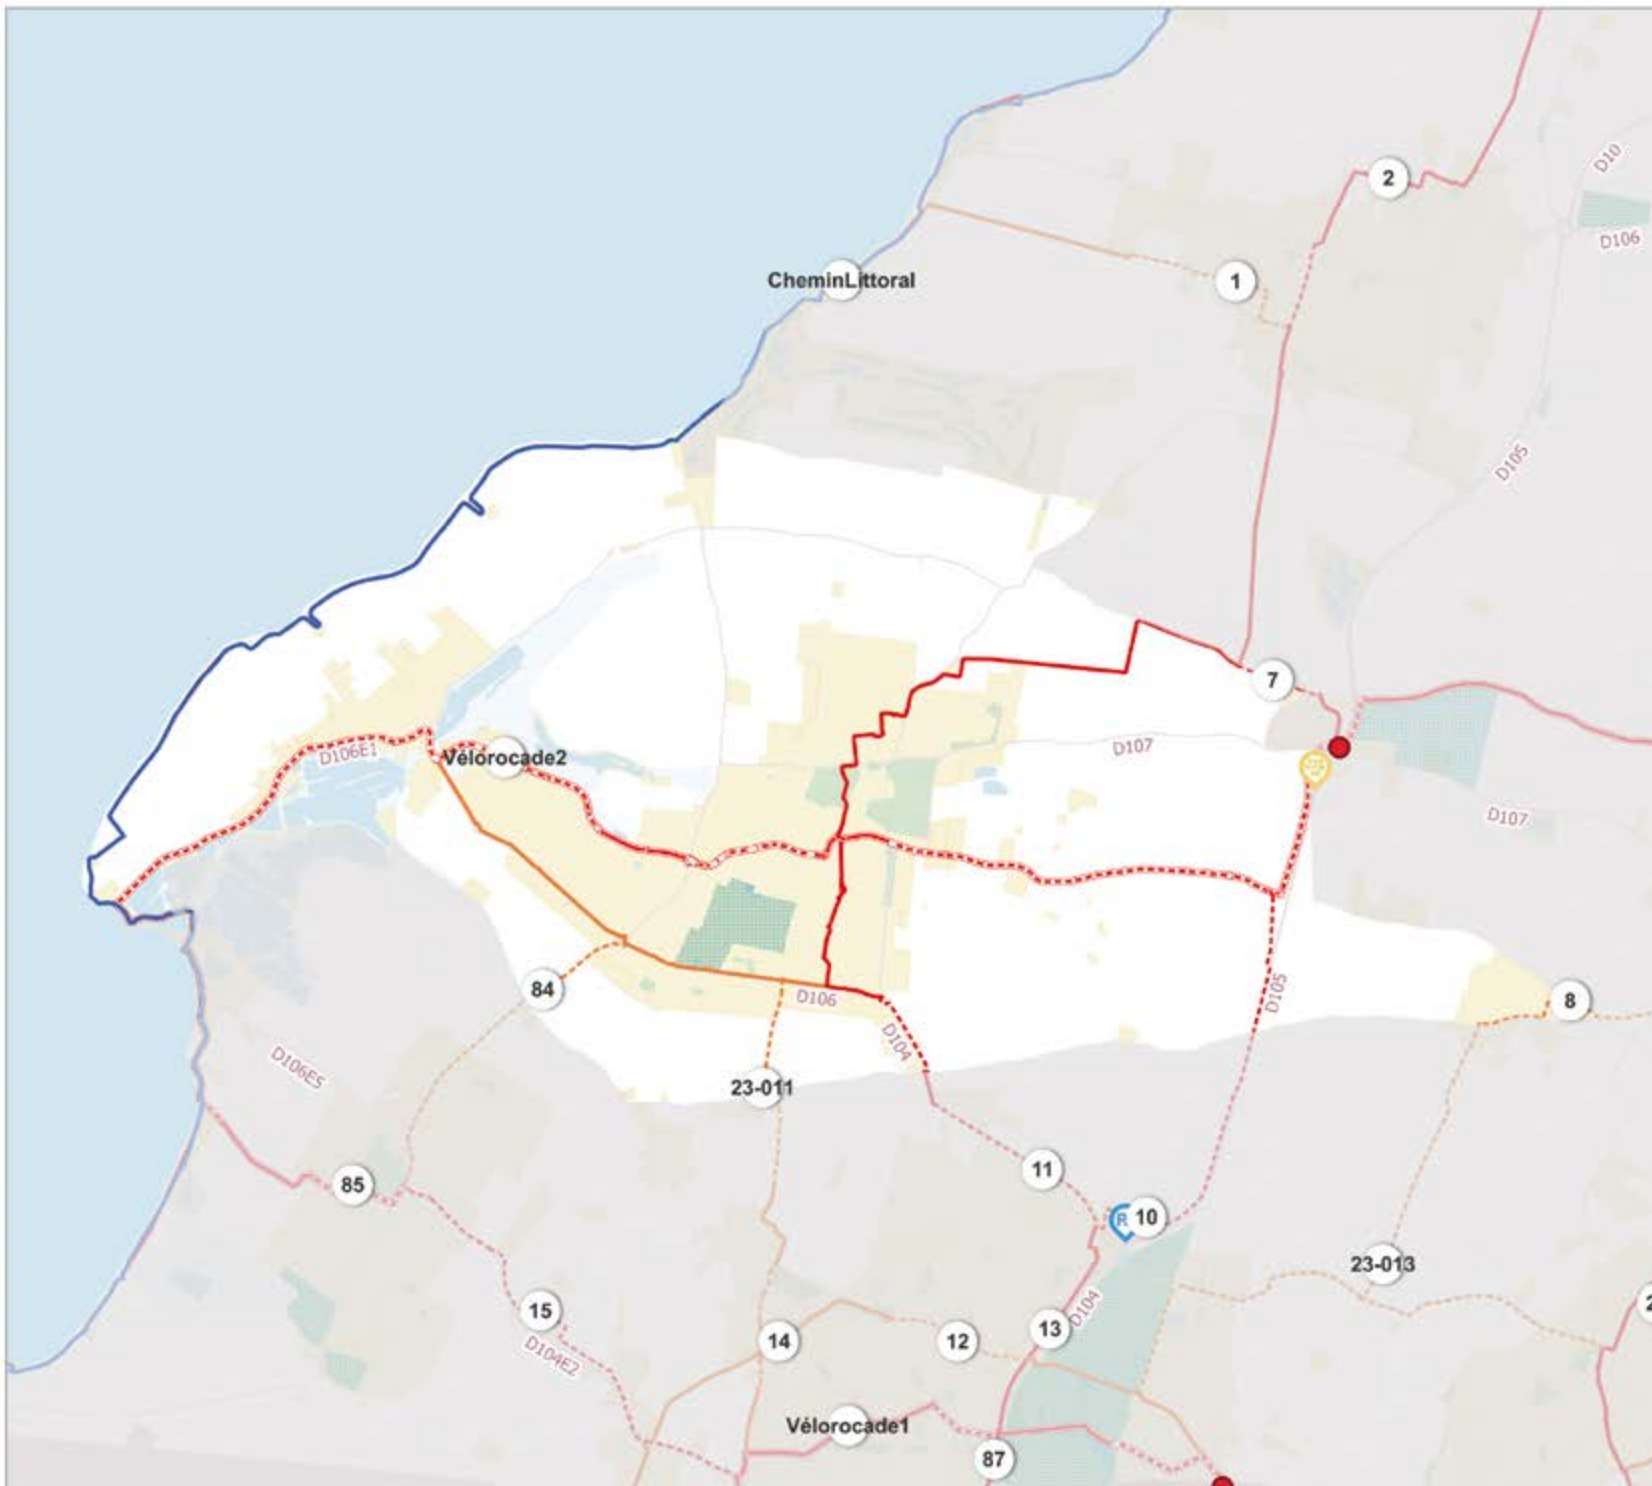 2
D10
D106
CheminLittoral
1
D105
7
D107
D106E1
Vélorocade2
D107
84
D106
D104
D105
8
D106E5
23-011
11
85
R
10
23-013
15
D104E2
14
12
13
D104
Vélorocade1
87